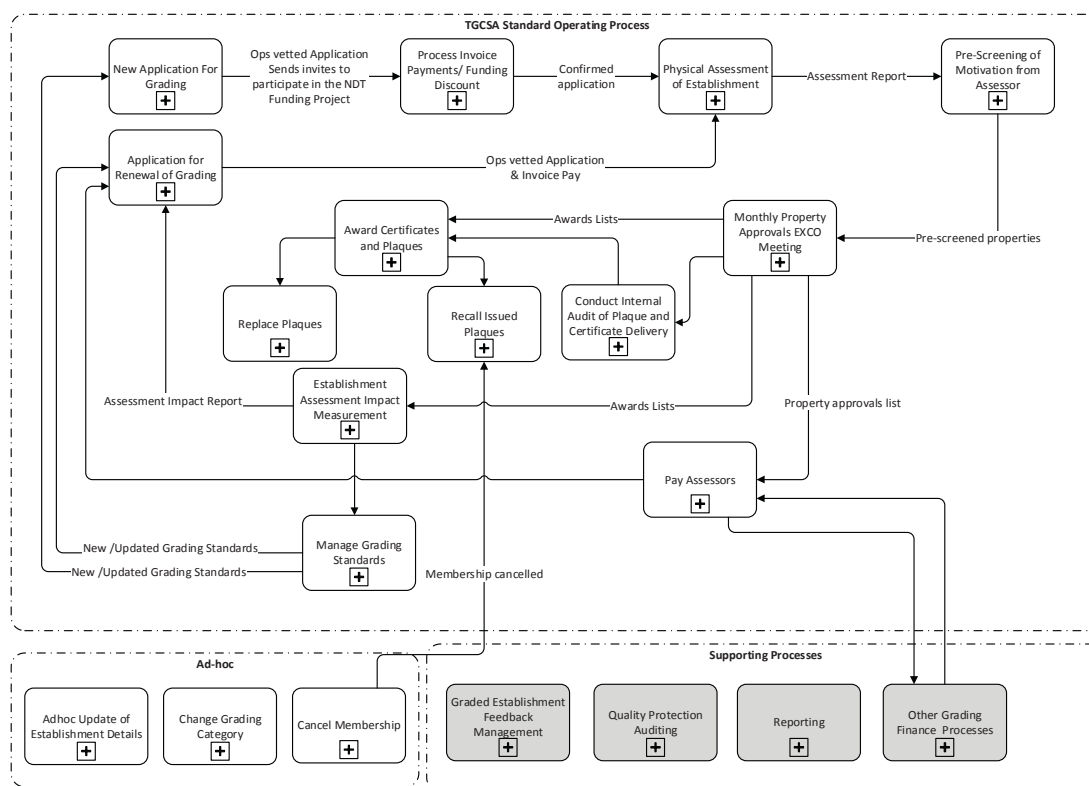 TGCSA Standard Operating Process
New Application For
Grading
Ops vetted Application
Sends invites to
participate in the NDT
Funding Project
Process Invoice
Payments/ Funding
Discount
Confirmed
application
Physical Assessment
of Establishment
Assessment Report
Pre-Screening of
Motivation from
Assessor
Application for
Renewal of Grading
Ops vetted Application
& Invoice Pay
Award Certificates
and Plaques
Awards Lists
Monthly Property
Approvals EXCO
Meeting
Pre-screened properties
Replace Plaques
Recall Issued
Plaques
Conduct Internal
Audit of Plaque and
Certificate Delivery
Assessment Impact Report
Establishment
Assessment Impact
Measurement
Awards Lists
Property approvals list
Pay Assessors
New /Updated Grading Standards
New /Updated Grading Standards
Manage Grading
Standards
Membership cancelled
Ad-hoc
Adhoc Update of
Establishment Details
Change Grading
Category
Cancel Membership
Supporting Processes
Graded Establishment
Feedback
Management
Quality Protection
Auditing
Reporting
Other Grading
Finance Processes